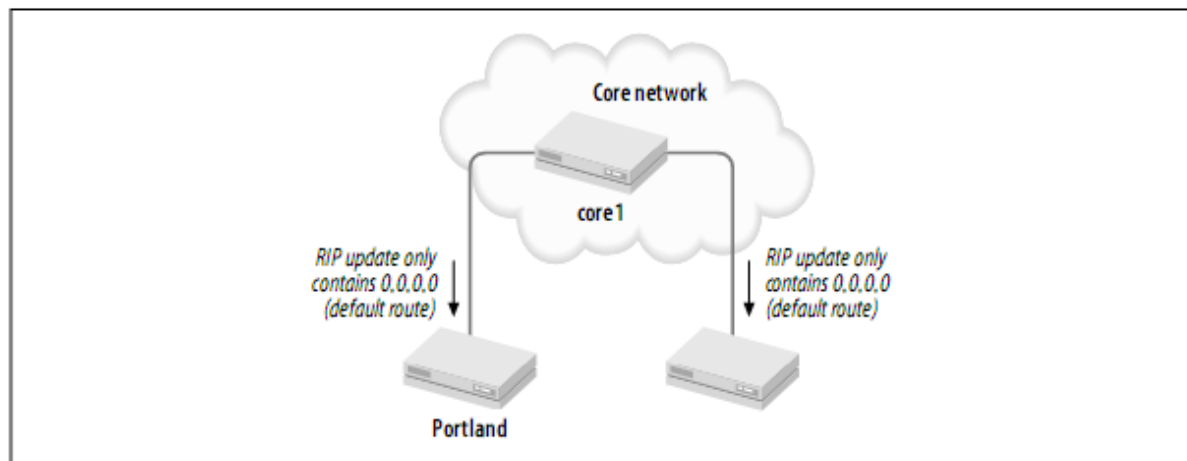 Core network
core1
RIP update only
contains 0,0,0,0
(default route)
RIP update only
contains 0,0,0,0
(default route)
Portland